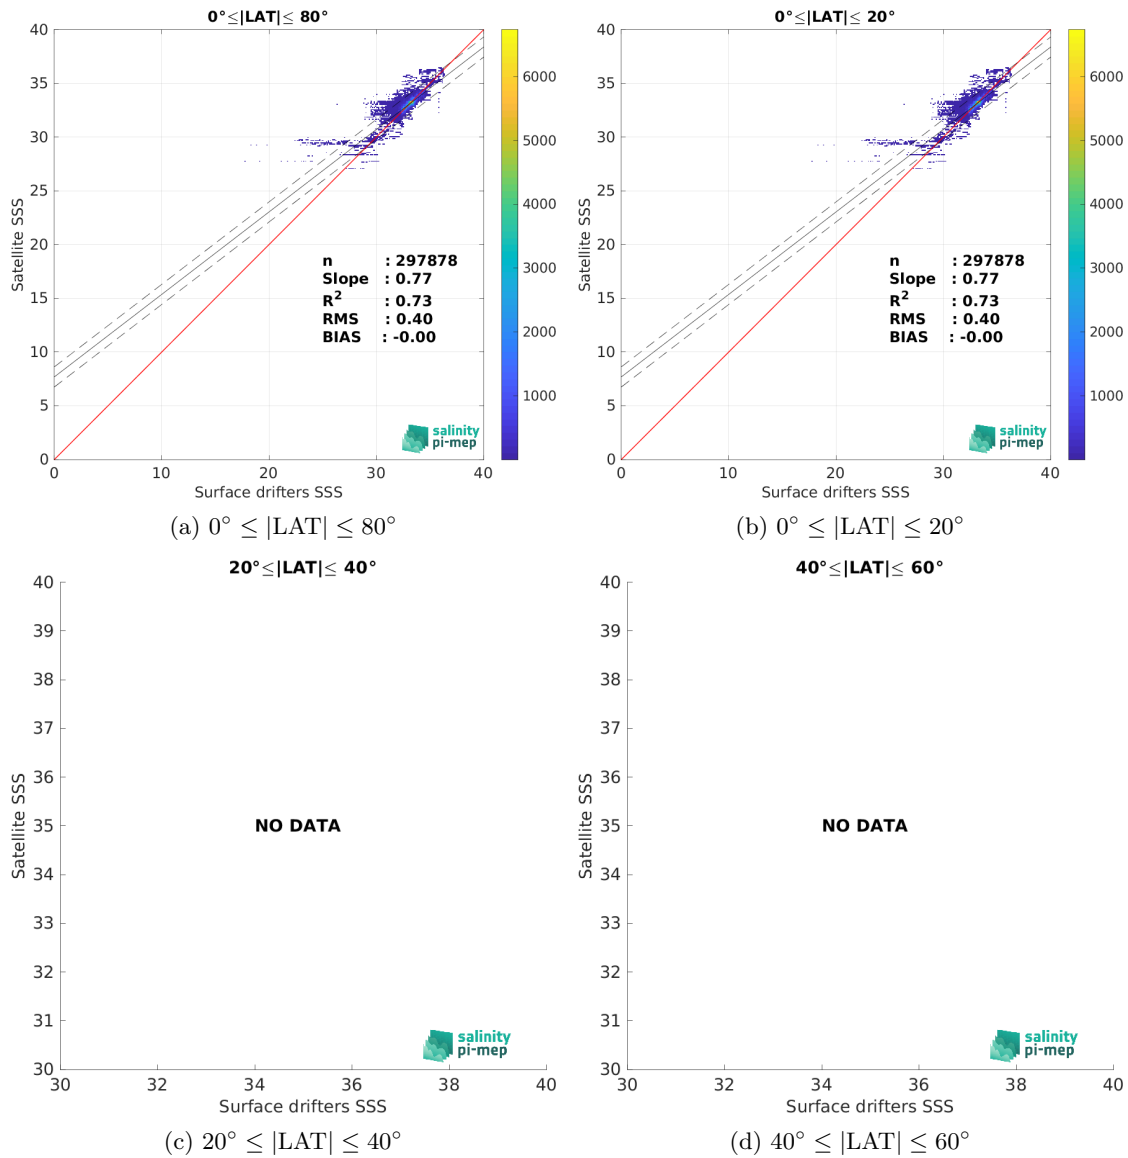 0°≤|LAT|≤ 80°
40
35
30
25
20
15
10
5
0
Satellite SSS
0
10
20
30
40
Surface drifters SSS
n : 297878
Slope : 0.77
R² : 0.73
RMS : 0.40
BIAS : -0.00
salinity
pi-mep
6000
5000
4000
3000
2000
1000
(a) 0° ≤ |LAT| ≤ 80°
0°≤|LAT|≤ 20°
40
35
30
25
20
15
10
5
0
Satellite SSS
0
10
20
30
40
Surface drifters SSS
n : 297878
Slope : 0.77
R² : 0.73
RMS : 0.40
BIAS : -0.00
salinity
pi-mep
6000
5000
4000
3000
2000
1000
(b) 0° ≤ |LAT| ≤ 20°
20°≤|LAT|≤ 40°
40
39
38
37
36
35
34
33
32
31
30
Satellite SSS
NO DATA
salinity
pi-mep
30
32
34
36
38
40
Surface drifters SSS
(c) 20° ≤ |LAT| ≤ 40°
40°≤|LAT|≤ 60°
40
39
38
37
36
35
34
33
32
31
30
Satellite SSS
NO DATA
salinity
pi-mep
30
32
34
36
38
40
Surface drifters SSS
(d) 40° ≤ |LAT| ≤ 60°